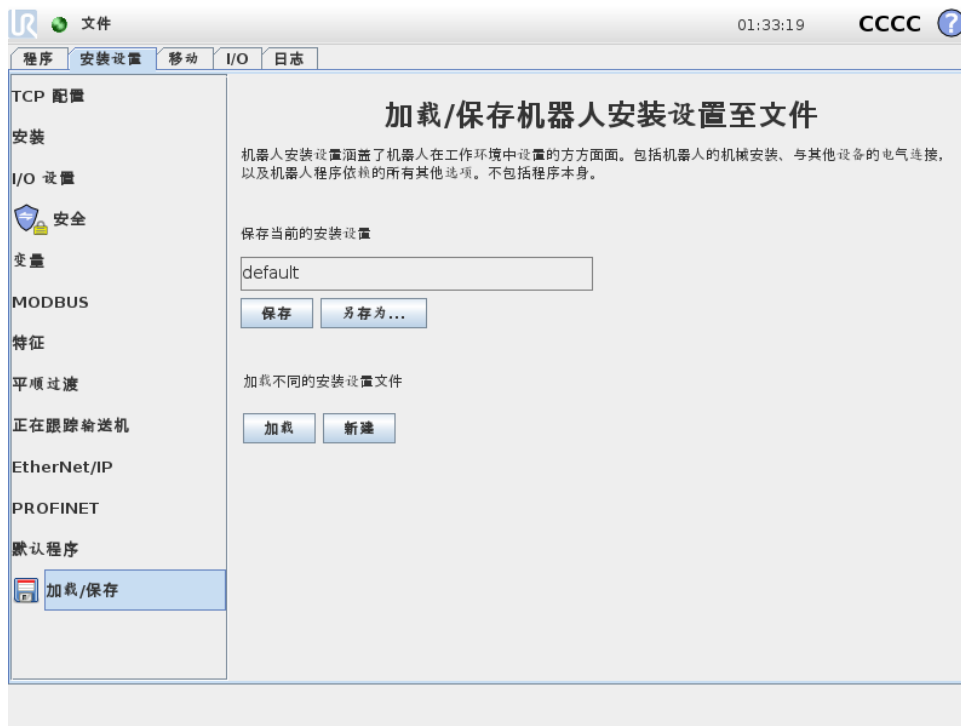 UR 文件 01:33:19 CCCC ?
程序 安装设置 移动 I/O 日志
TCP 配置
安装
I/O 设置
安全
变量
MODBUS
特征
平顺过渡
正在跟踪输送机
EtherNet/IP
PROFINET
默认程序
加载/保存
加载/保存机器人安装设置至文件
机器人安装设置涵盖了机器人在工作环境中设置的方方面面。包括机器人的机械安装、与其他设备的电气连接,
以及机器人程序依赖的所有其他选项。不包括程序本身。
保存当前的安装设置
default
保存 另存为...
加载不同的安装设置文件
加载 新建